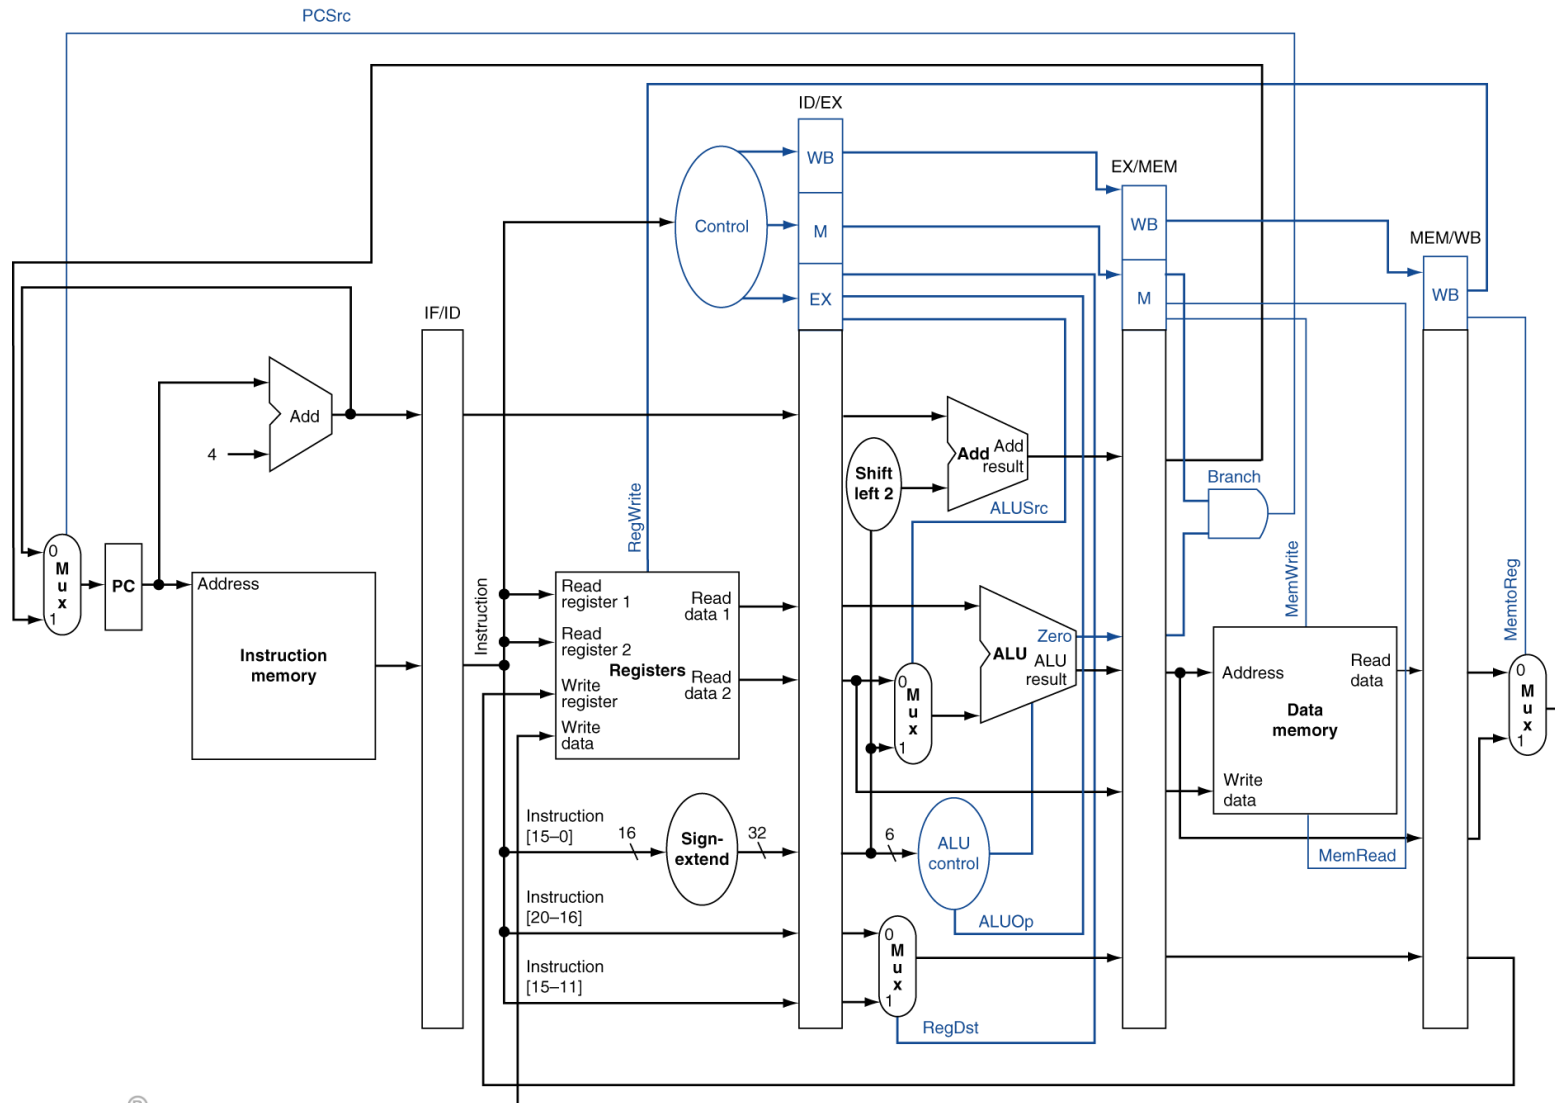 PCSrc
ID/EX
WB
EX/MEM
Control
M
WB
MEM/WB
EX
M
WB
IF/ID
Add
4
Add Add
result
Shift
left 2
Branch
ALUSrc
RegWrite
MemWrite
MemtoReg
0
M
u
x
1
PC
Address
Instruction
memory
Instruction
Read
register 1
Read
data 1
Read
register 2
Registers
Read
data 2
Write
register
Write
data
Zero
ALU
ALU
result
0
M
u
x
1
Address
Read
data
Data
memory
Write
data
0
M
u
x
1
Instruction
[15–0]
16
Sign-
extend
32
6
ALU
control
MemRead
Instruction
[20–16]
ALUOp
0
M
u
x
1
Instruction
[15–11]
RegDst